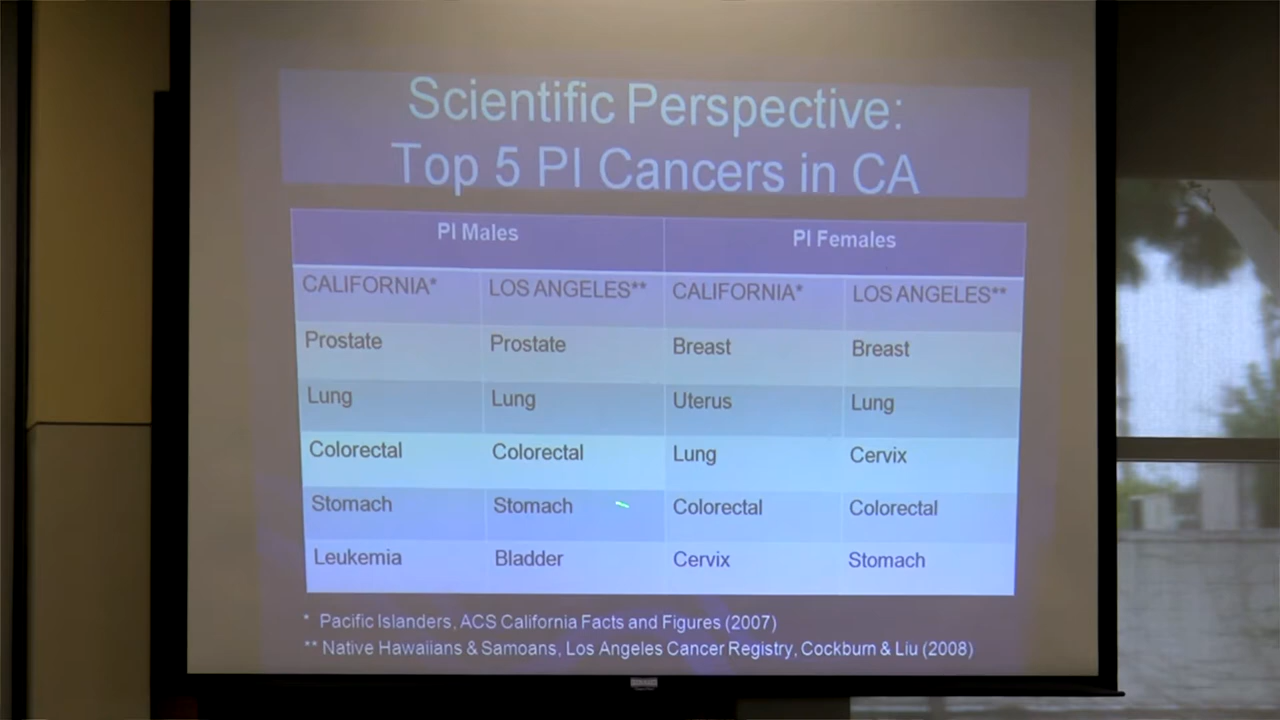 Scientific Perspective:
Top 5 PI Cancers in CA
PI Males PI Females
CALIFORNIA* LOS ANGELES** CALIFORNIA* LOS ANGELES**
Prostate Prostate Breast Breast
Lung Lung Uterus Lung
Colorectal Colorectal Lung Cervix
Stomach Stomach Colorectal Colorectal
Leukemia Bladder Cervix Stomach
* Pacific Islanders, ACS California Facts and Figures (2007)
** Native Hawaiians & Samoans, Los Angeles Cancer Registry, Cockburn & Liu (2008)